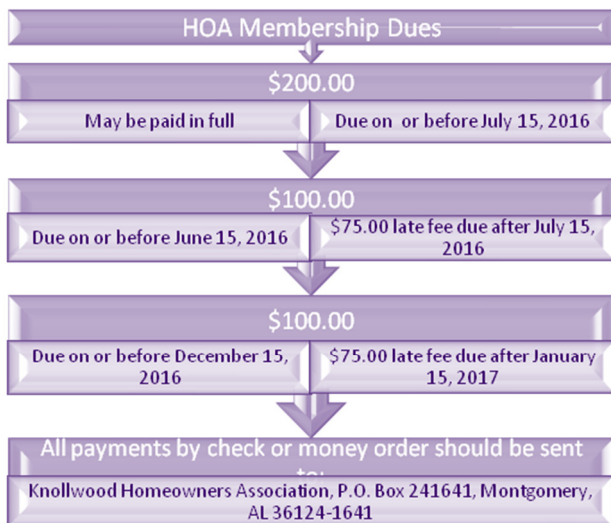 HOA Membership Dues
$200.00
May be paid in full
Due on or before July 15, 2016
$100.00
Due on or before June 15, 2016
$75.00 late fee due after July 15,
2016
$100.00
Due on or before December 15,
2016
$75.00 late fee due after January
15, 2017
All payments by check or money order should be sent
to:
Knollwood Homeowners Association, P.O. Box 241641, Montgomery,
AL 36124-1641